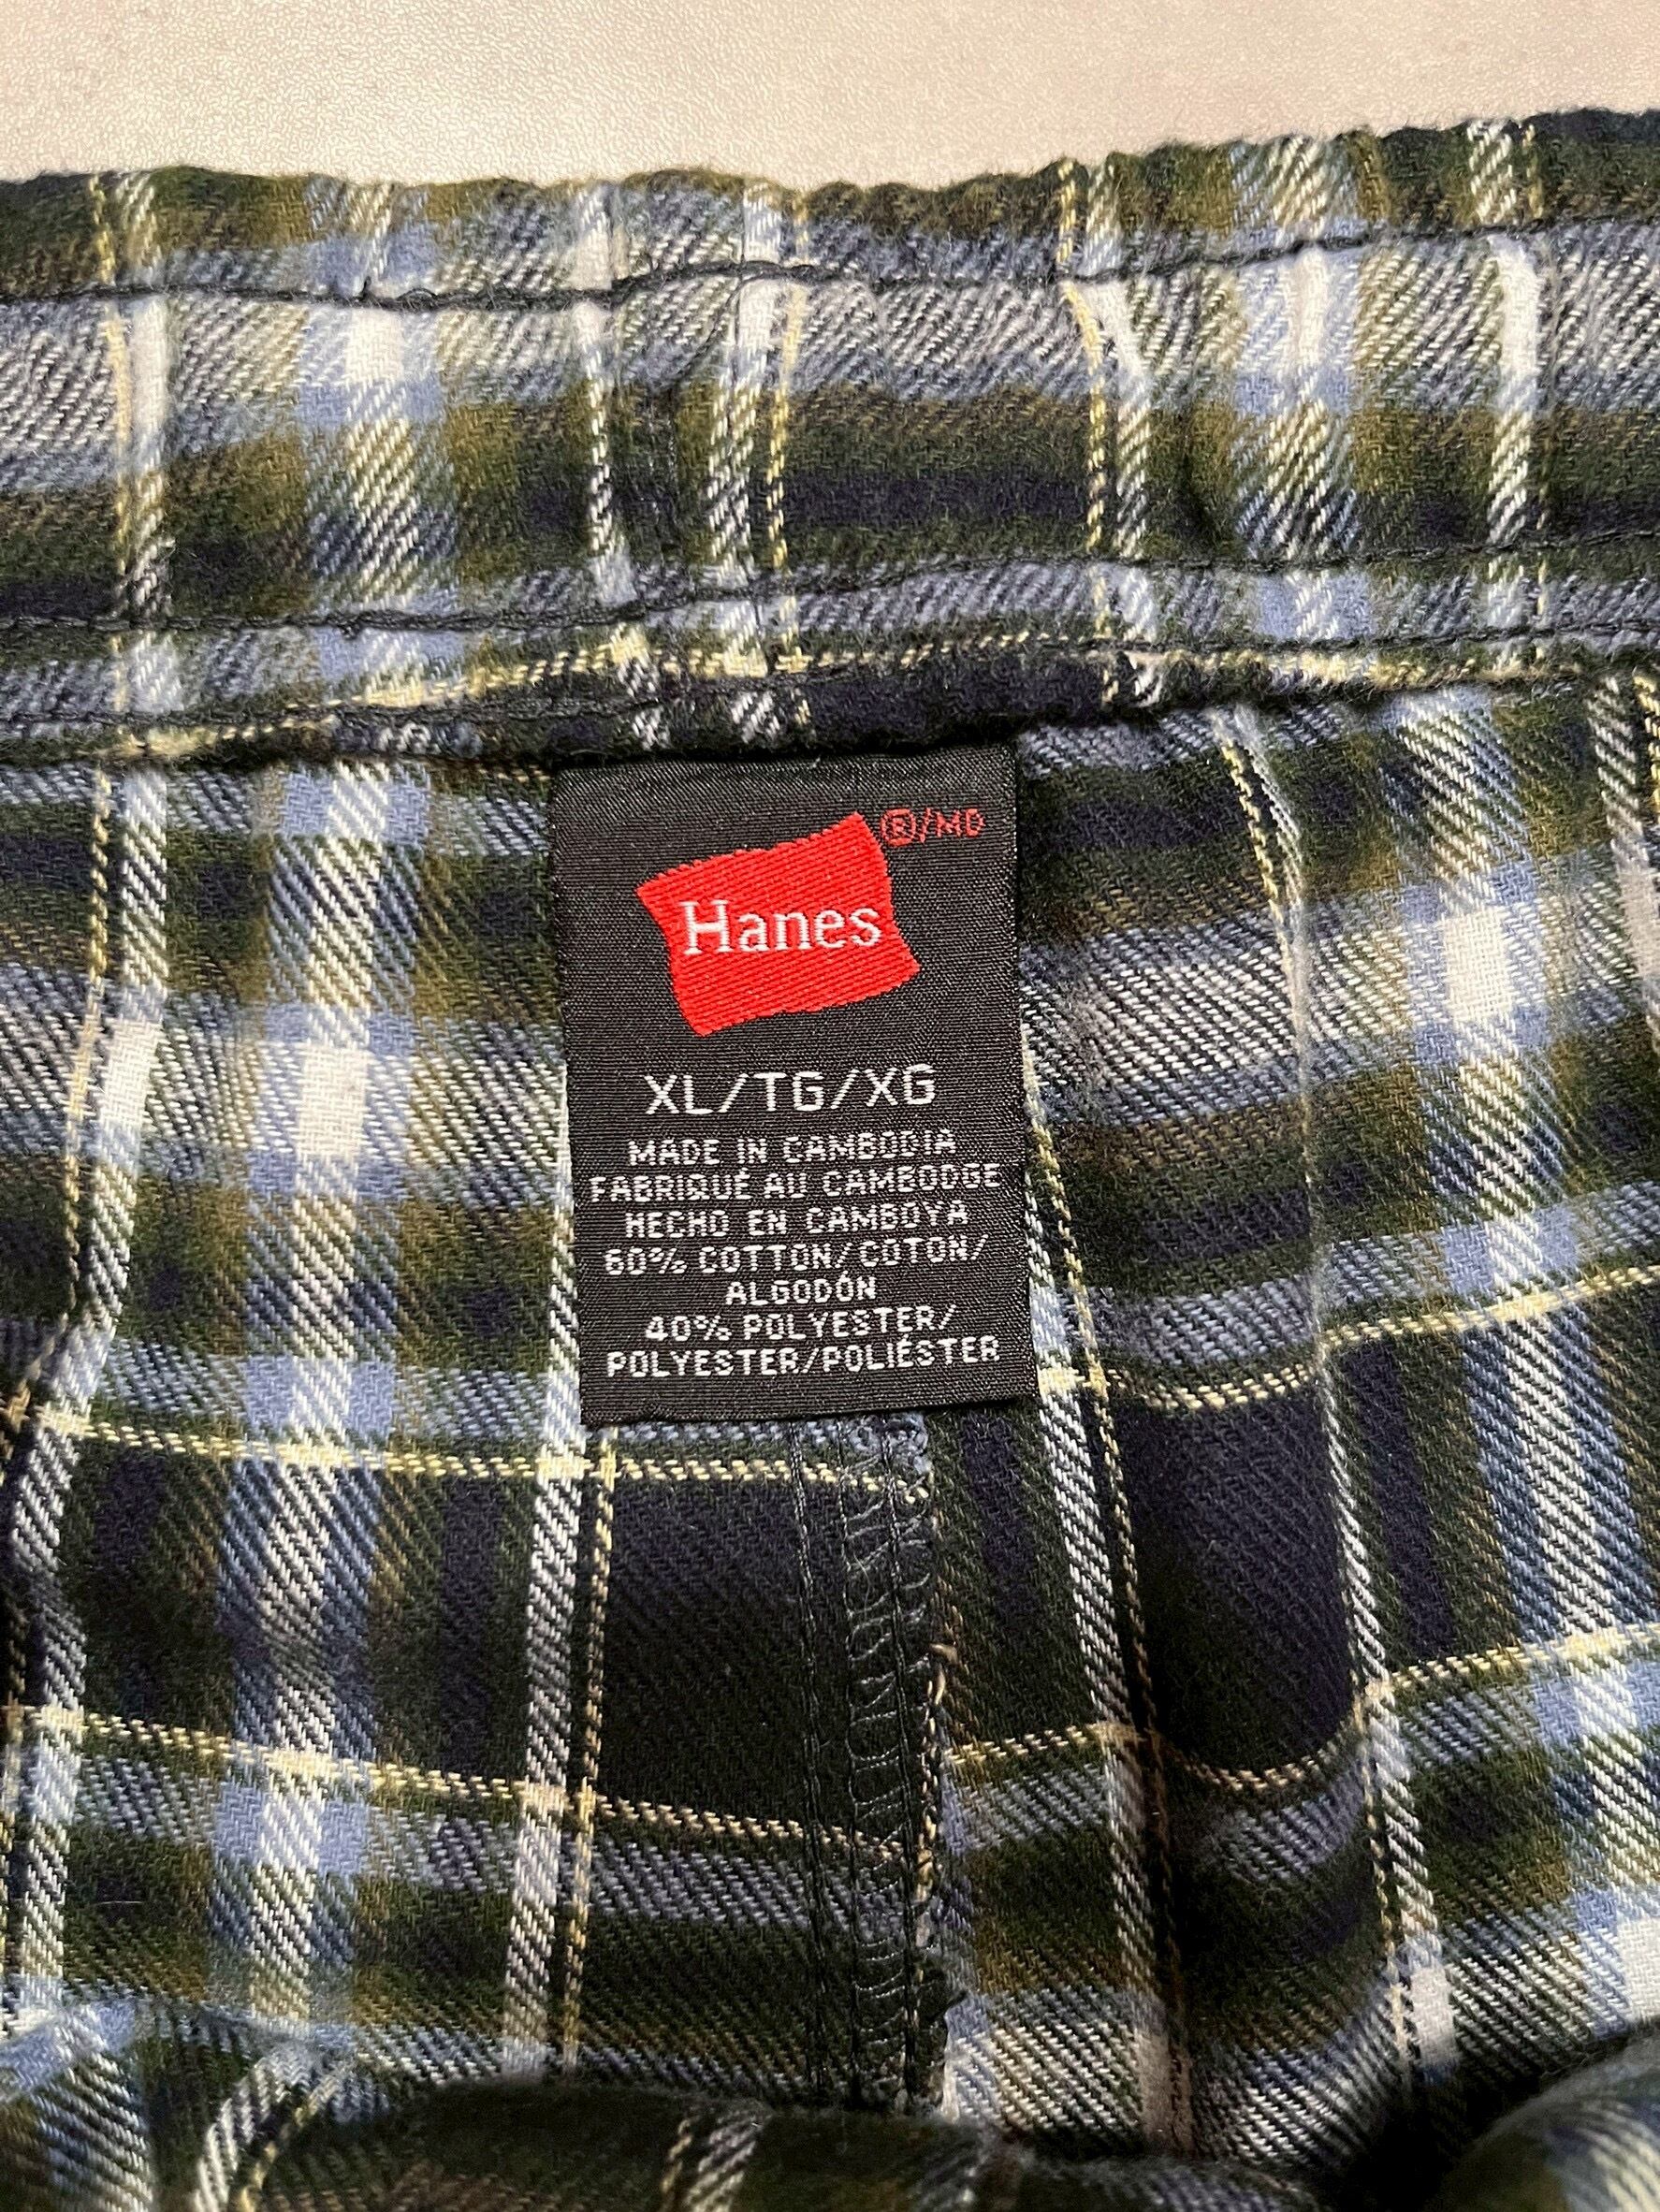 ®/MD
Hanes
XL/TG/XG
MADE IN CAMBODIA
FABRIQUÉ AU CAMBODGE
HECHO EN CAMBOYA
60% COTTON/COTON/
ALGODÓN
40% POLYESTER/
POLYESTER/POLIÉSTER